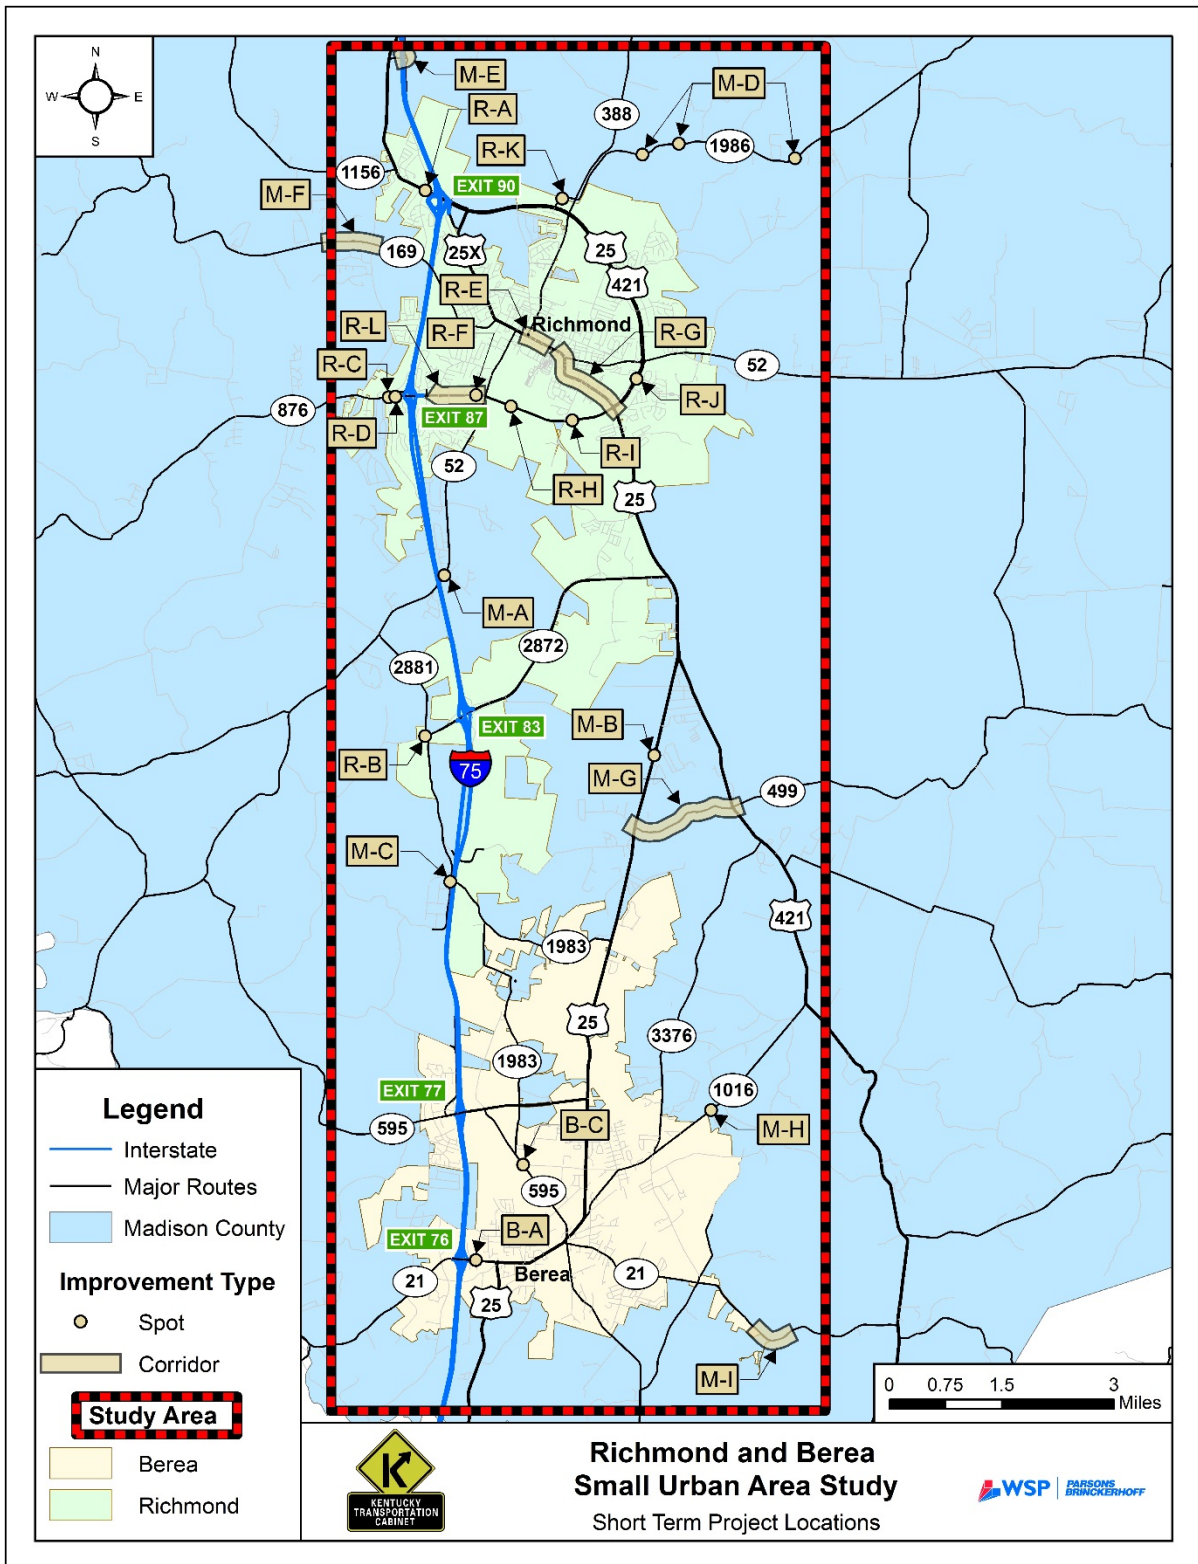 N
W
E
S
M-E
R-A
M-D
388
R-K
1986
1156
EXIT 90
M-F
169
25X
25
421
R-E
R-L
R-F
Richmond
R-G
R-C
52
876
EXIT 87
R-J
R-D
R-I
52
R-H
25
M-A
2872
2881
M-B
EXIT 83
R-B
75
M-G
499
M-C
421
1983
25
3376
1983
EXIT 77
1016
595
B-C
M-H
595
B-A
EXIT 76
21
Berea
21
25
M-I
Legend
Interstate
Major Routes
Madison County
Improvement Type
Spot
Corridor
Study Area
Berea
Richmond
0 0.75 1.5 3
Miles
KENTUCKY
TRANSPORTATION
CABINET
Richmond and Berea
Small Urban Area Study
Short Term Project Locations
WSP
PARSONS
BRINCKERHOFF